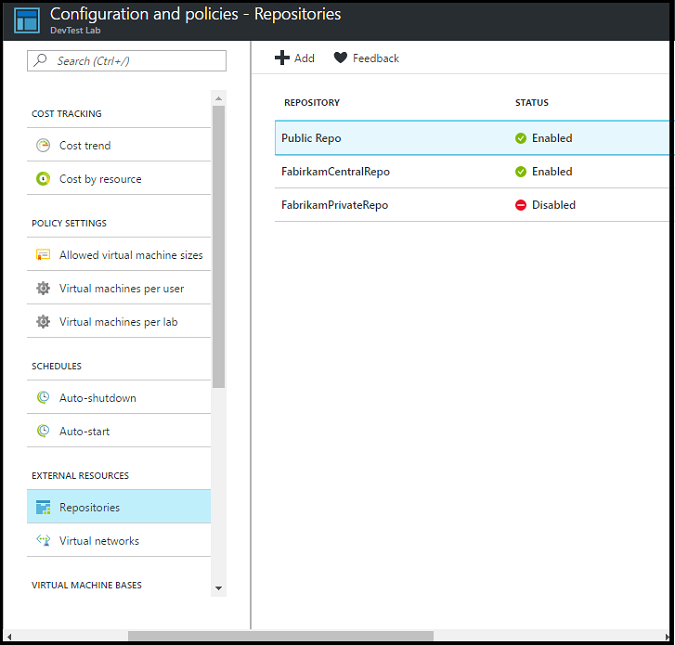 Configuration and policies - Repositories
DevTest Lab
Search (Ctrl+/)
COST TRACKING
Cost trend
Cost by resource
POLICY SETTINGS
Allowed virtual machine sizes
Virtual machines per user
Virtual machines per lab
SCHEDULES
Auto-shutdown
Auto-start
EXTERNAL RESOURCES
Repositories
Virtual networks
VIRTUAL MACHINE BASES
Add Feedback
REPOSITORY STATUS
Public Repo Enabled
FabirkamCentralRepo Enabled
FabrikamPrivateRepo Disabled